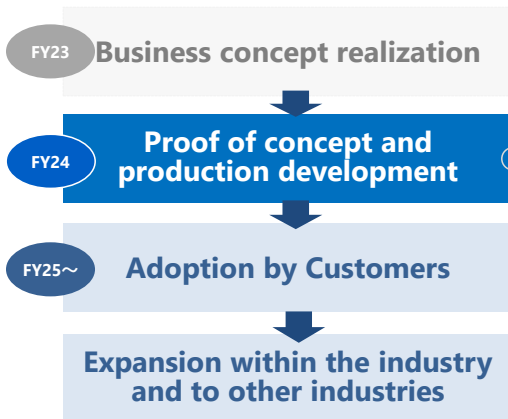 FY23
Business concept realization
FY24
Proof of concept and
production development
FY25～
Adoption by Customers
Expansion within the industry
and to other industries